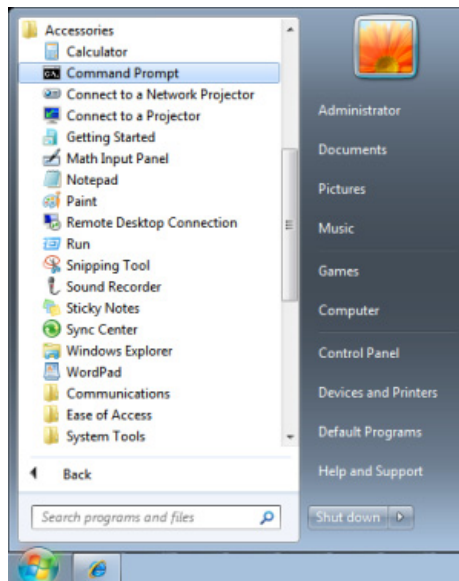 Accessories
Calculator
Command Prompt
Connect to a Network Projector
Connect to a Projector
Getting Started
Math Input Panel
Notepad
Paint
Remote Desktop Connection
Run
Snipping Tool
Sound Recorder
Sticky Notes
Sync Center
Windows Explorer
WordPad
Communications
Ease of Access
System Tools
Back
Search programs and files
Administrator
Documents
Pictures
Music
Games
Computer
Control Panel
Devices and Printers
Default Programs
Help and Support
Shut down